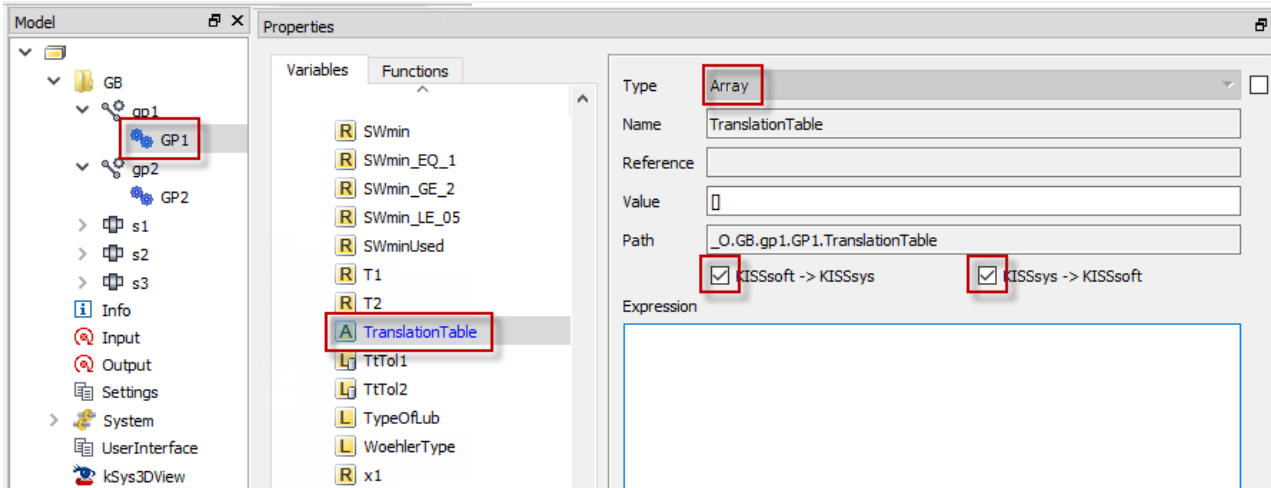 Model
GB
gp1
GP1
gp2
GP2
s1
s2
s3
Info
Input
Output
Settings
System
UserInterface
kSys3DView
Properties
Variables Functions
R SWmin
R SWmin_EQ_1
R SWmin_GE_2
R SWmin_LE_05
R SWminUsed
R T1
R T2
A TranslationTable
L TtTol1
L TtTol2
L TypeOfLub
L WoehlerType
R x1
Type Array
Name TranslationTable
Reference
Value []
Path _O.GB.gp1.GP1.TranslationTable
KISSsoft -> KISSsys KISSsys -> KISSsoft
Expression